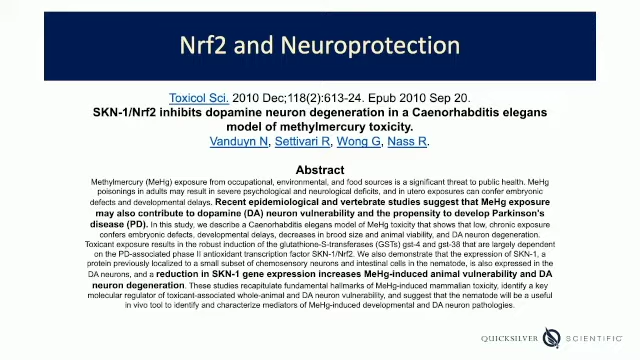 Nrf2 and Neuroprotection
Toxicol Sci. 2010 Dec;118(2):613-24. Epub 2010 Sep 20.
SKN-1/Nrf2 inhibits dopamine neuron degeneration in a Caenorhabditis elegans
model of methylmercury toxicity.
Vanduyn N, Settivari R, Wong G, Nass R.
Abstract
Methylmercury (MeHg) exposure from occupational, environmental, and food sources is a significant threat to public health. MeHg
poisonings in adults may result in severe psychological and neurological deficits, and in utero exposures can confer embryonic
defects and developmental delays. Recent epidemiological and vertebrate studies suggest that MeHg exposure
may also contribute to dopamine (DA) neuron vulnerability and the propensity to develop Parkinson's
disease (PD). In this study, we describe a Caenorhabditis elegans model of MeHg toxicity that shows that low, chronic exposure
confers embryonic defects, developmental delays, decreases in brood size and animal viability, and DA neuron degeneration.
Toxicant exposure results in the robust induction of the glutathione-S-transferases (GSTs) gst-4 and gst-38 that are largely dependent
on the PD-associated phase II antioxidant transcription factor SKN-1/Nrf2. We also demonstrate that the expression of SKN-1, a
protein previously localized to a small subset of chemosensory neurons and intestinal cells in the nematode, is also expressed in the
DA neurons, and a reduction in SKN-1 gene expression increases MeHg-induced animal vulnerability and DA
neuron degeneration. These studies recapitulate fundamental hallmarks of MeHg-induced mammalian toxicity, identify a key
molecular regulator of toxicant-associated whole-animal and DA neuron vulnerability, and suggest that the nematode will be a useful
in vivo tool to identify and characterize mediators of MeHg-induced developmental and DA neuron pathologies.
QUICKSILVER SCIENTIFIC